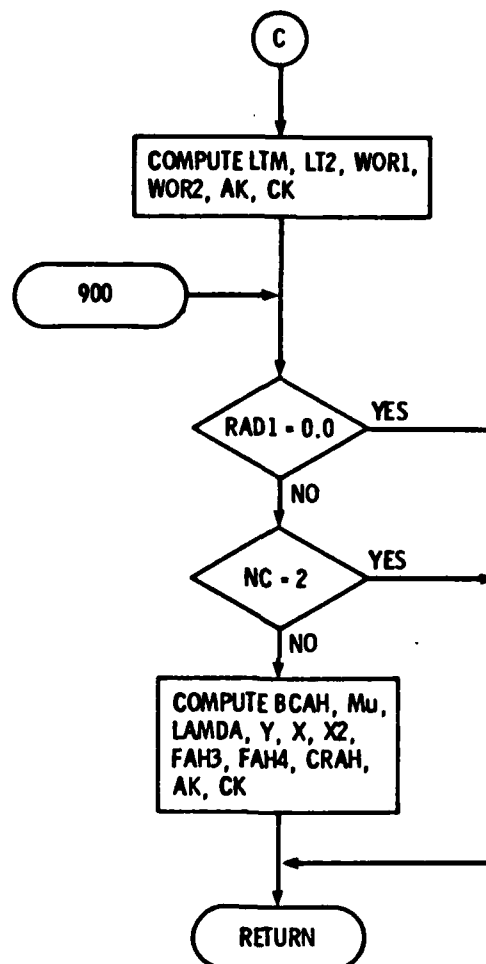 C
COMPUTE LTM, LT2, WOR1,
WOR2, AK, CK
900
RAD1 = 0.0
YES
NO
NC = 2
YES
NO
COMPUTE BCAH, Mu,
LAMDA, Y, X, X2,
FAH3, FAH4, CRAH,
AK, CK
RETURN